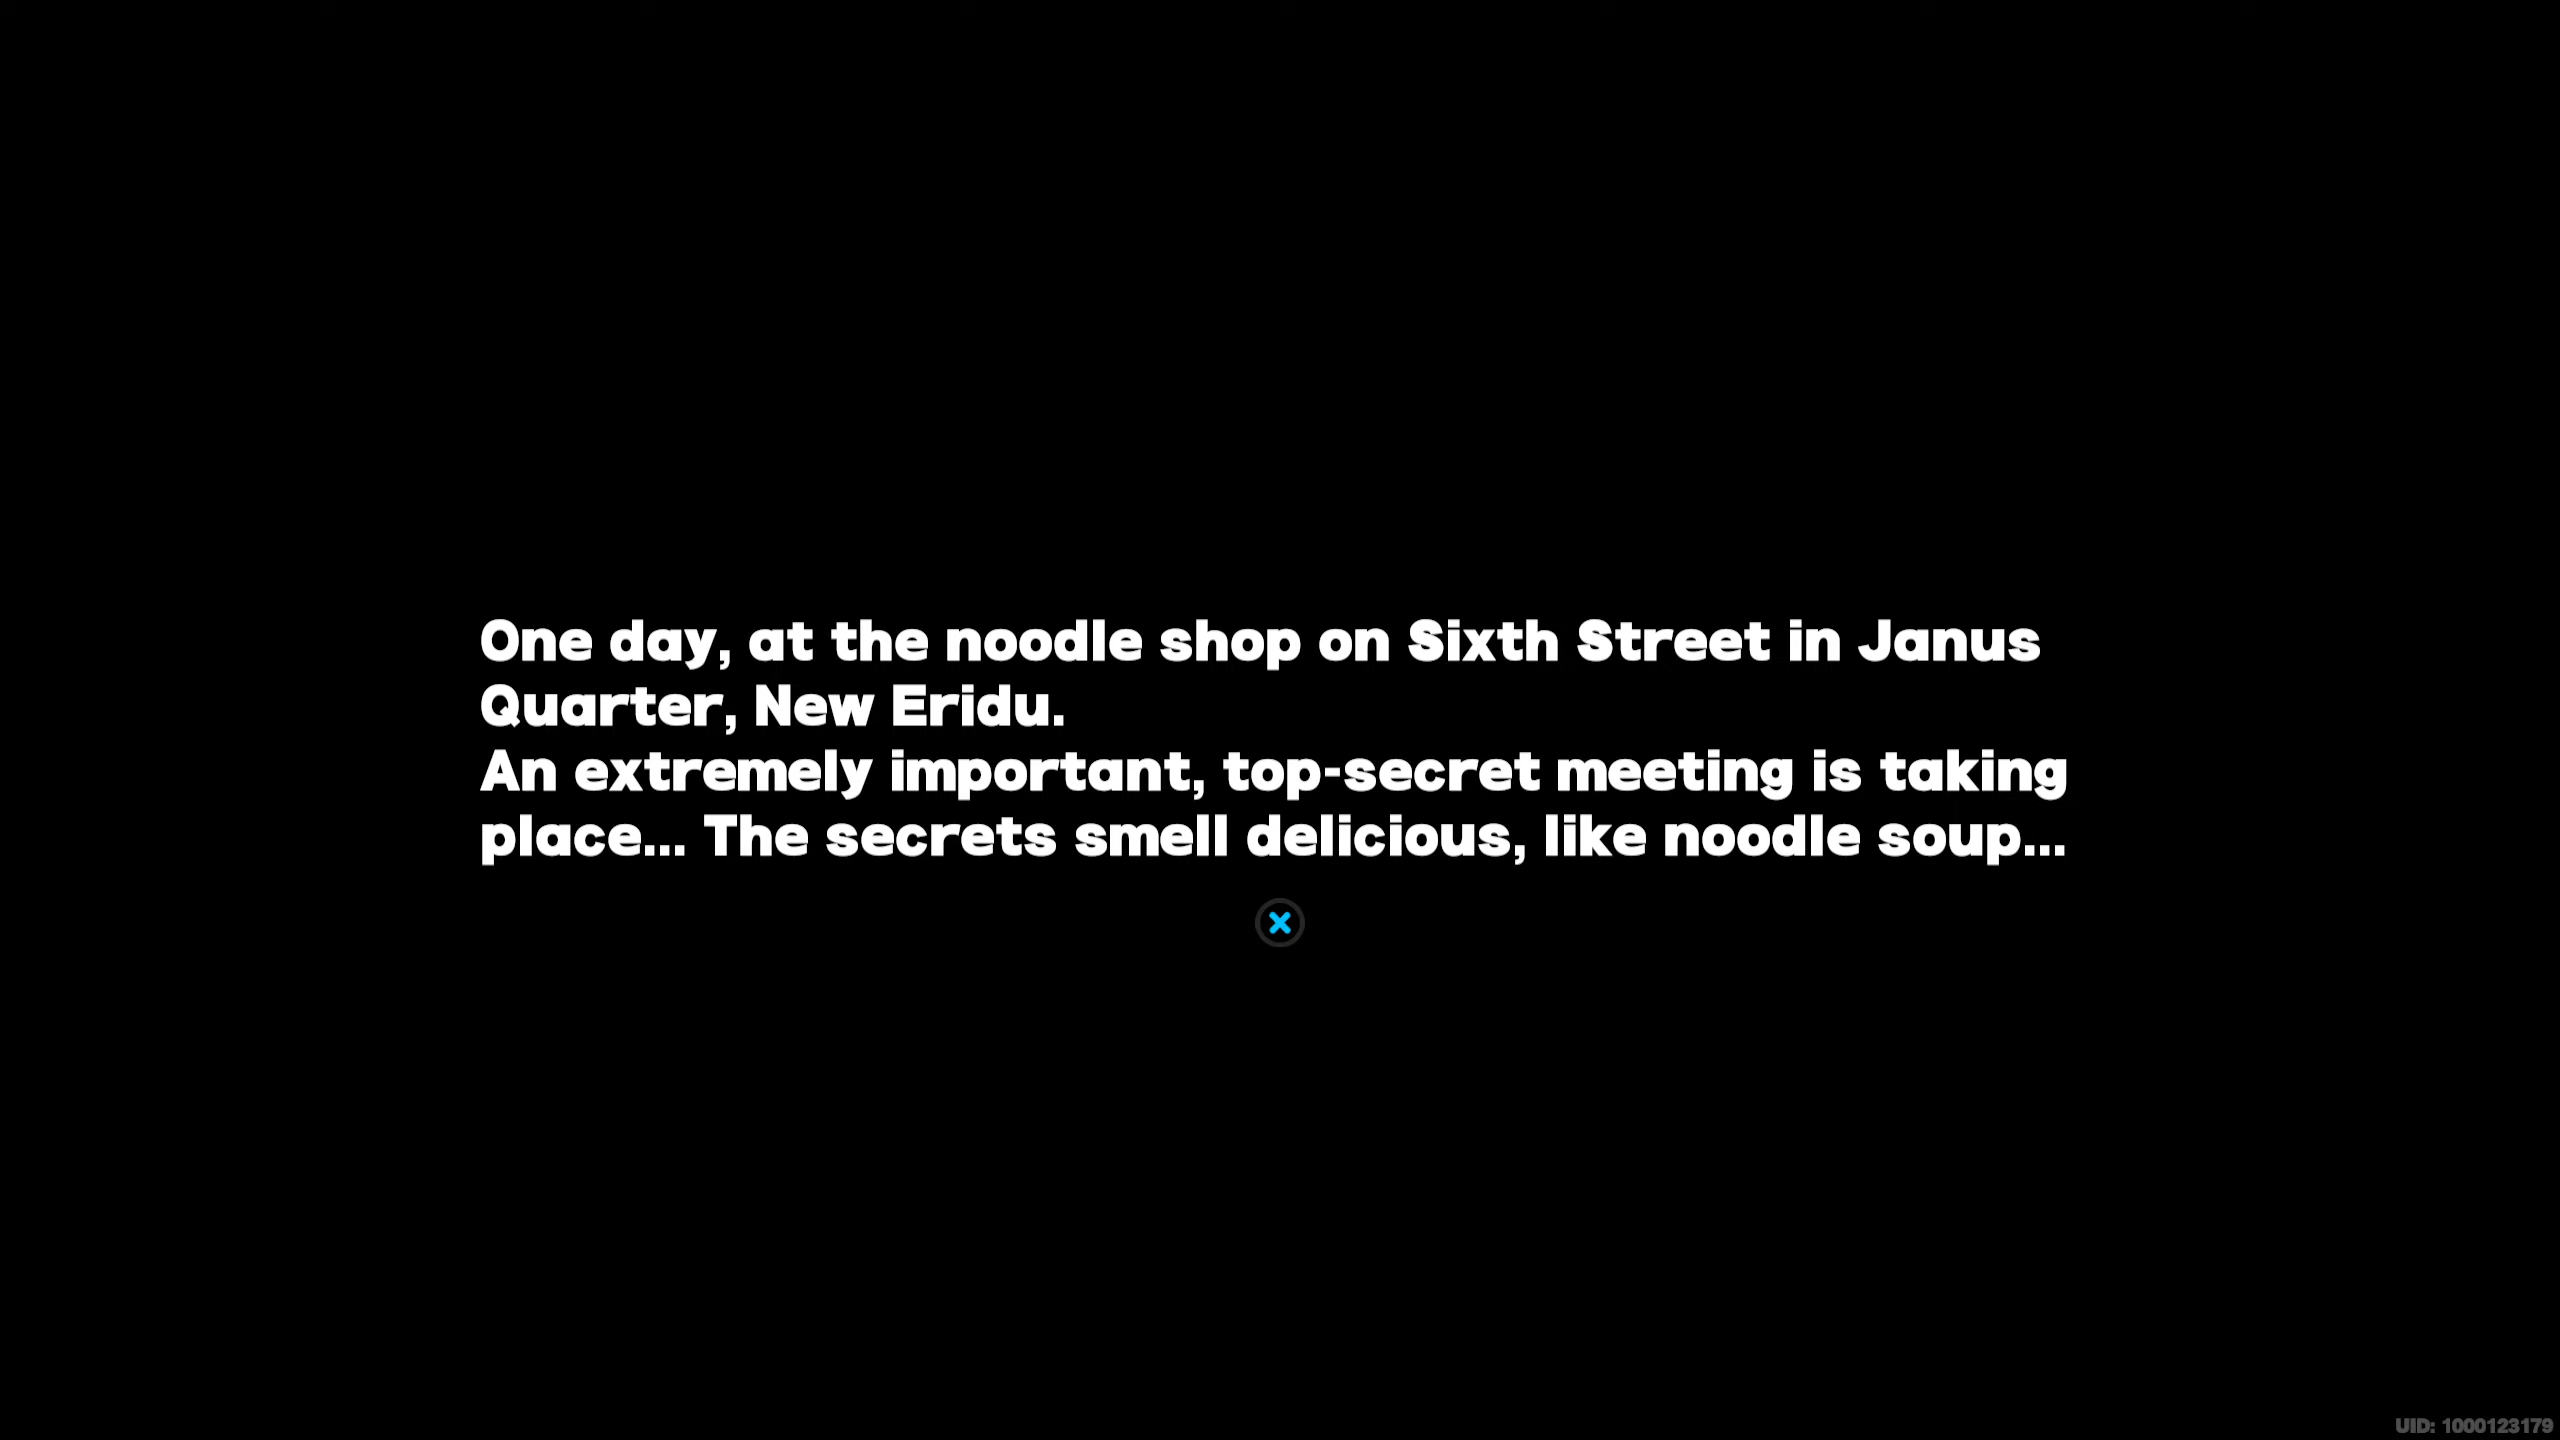 One day, at the noodle shop on Sixth Street in Janus
Quarter, New Eridu.
An extremely important, top-secret meeting is taking
place... The secrets smell delicious, like noodle soup...
UID: 1000123179